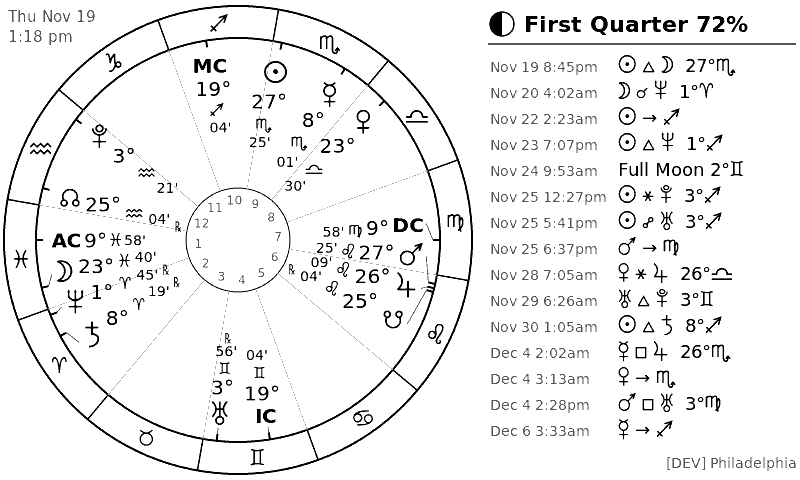 Thu Nov 19
1:18 pm
First Quarter 72%
Nov 19 8:45pm ☉ △ ☽ 27°♏
Nov 20 4:02am ☽ ☌ ♆ 1°♈
Nov 22 2:23am ☉ → ♐
Nov 23 7:07pm ☉ △ ♆ 1°♐
Nov 24 9:53am Full Moon 2°♊
Nov 25 12:27pm ☉ ⚹ ⯓ 3°♐
Nov 25 5:41pm ☉ ☍ ♅ 3°♐
Nov 25 6:37pm ♂ → ♍
Nov 28 7:05am ♀ ⚹ ♃ 26°♎
Nov 29 6:26am ♅ △ ⯓ 3°♊
Nov 30 1:05am ☉ △ ♄ 8°♐
Dec 4 2:02am ☿ □ ♃ 26°♏
Dec 4 3:13am ♀ → ♏
Dec 4 2:28pm ♂ □ ♅ 3°♍
Dec 6 3:33am ☿ → ♐
[DEV] Philadelphia
MC
19°
♐
04'
☉
27°
♏
25'
☿
8°
♏
01'
♀
23°
♎
30'
⯓
3°
♒
21'
☊ 25° ♒ 04' ℞
AC 9° ♓ 58'
☽ 23° ♓ 40'
♆ 1° ♈ 45' ℞
♄ 8° ♈ 19' ℞
58' ♍ 9° DC
25' ♌ 27° ♂
09' ♌ 26° ♃
℞ 04' ♌ 25° ☋
℞
56'
♊
3°
♅
04'
♊
19°
IC
1
2
3
4
5
6
7
8
9
10
11
12
♐
♏
♎
♍
♌
♋
♊
♉
♈
♓
♒
♑